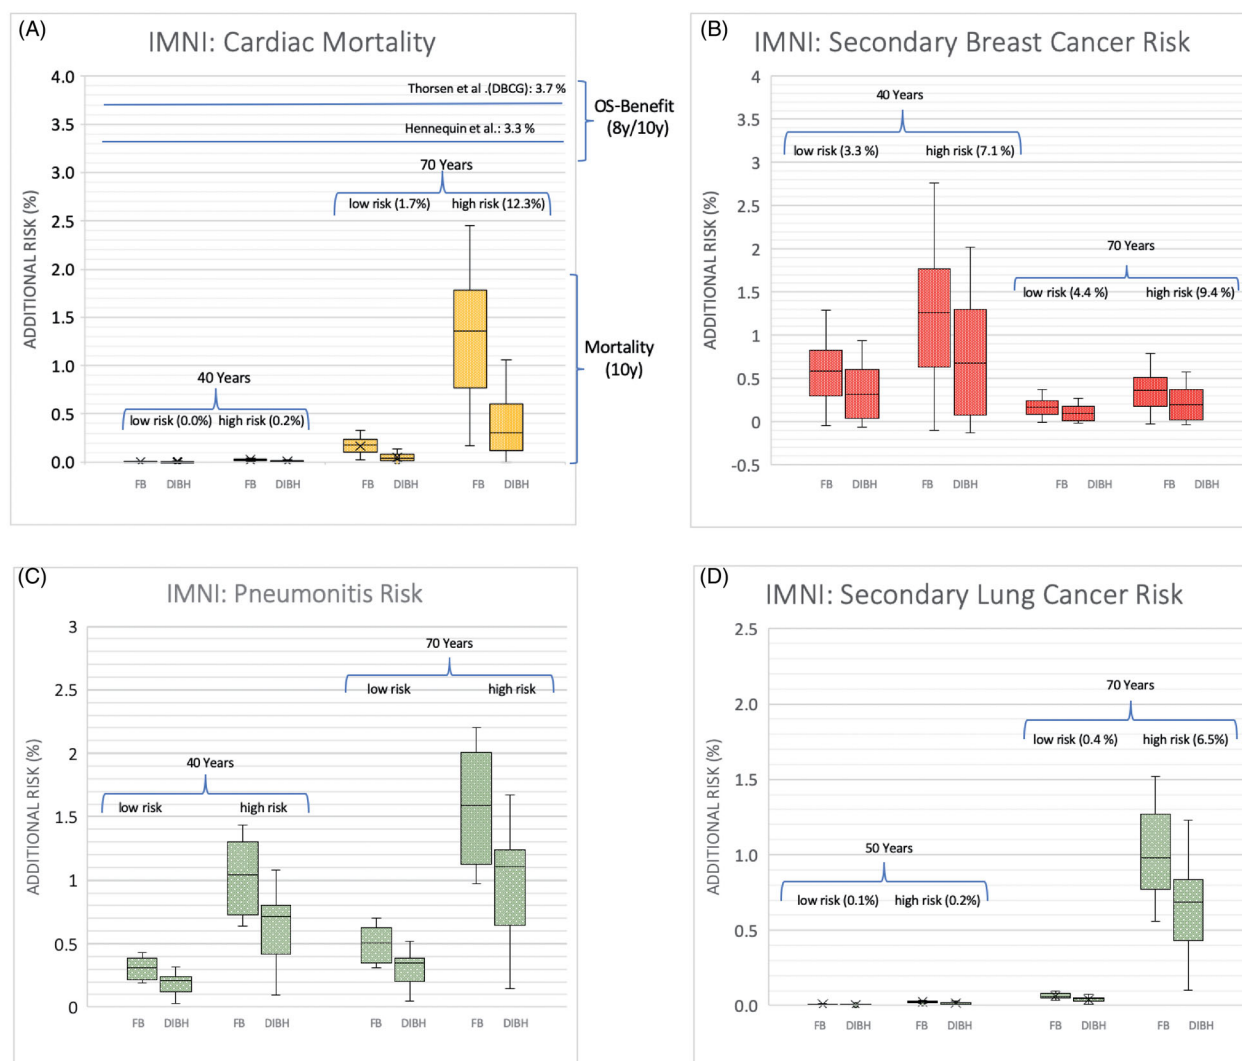 (A)
IMNI: Cardiac Mortality
4.0
3.5
3.0
2.5
2.0
1.5
1.0
0.5
0.0
ADDITIONAL RISK (%)
Thorsen et al .(DBCG): 3.7 %
Hennequin et al.: 3.3 %
OS-Benefit
(8y/10y)
70 Years
low risk (1.7%) high risk (12.3%)
Mortality
(10y)
40 Years
low risk (0.0%) high risk (0.2%)
FB DIBH FB DIBH FB DIBH FB DIBH
(B)
IMNI: Secondary Breast Cancer Risk
4
3.5
3
2.5
2
1.5
1
0.5
0
-0.5
ADDITIONAL RISK (%)
40 Years
low risk (3.3 %) high risk (7.1 %)
70 Years
low risk (4.4 %) high risk (9.4 %)
FB DIBH FB DIBH FB DIBH FB DIBH
(C)
IMNI: Pneumonitis Risk
3
2.5
2
1.5
1
0.5
0
ADDITIONAL RISK (%)
70 Years
low risk high risk
40 Years
low risk high risk
FB DIBH FB DIBH FB DIBH FB DIBH
(D)
IMNI: Secondary Lung Cancer Risk
2.5
2.0
1.5
1.0
0.5
0.0
ADDITIONAL RISK (%)
70 Years
low risk (0.4 %) high risk (6.5%)
50 Years
low risk (0.1%) high risk (0.2%)
FB DIBH FB DIBH FB DIBH FB DIBH